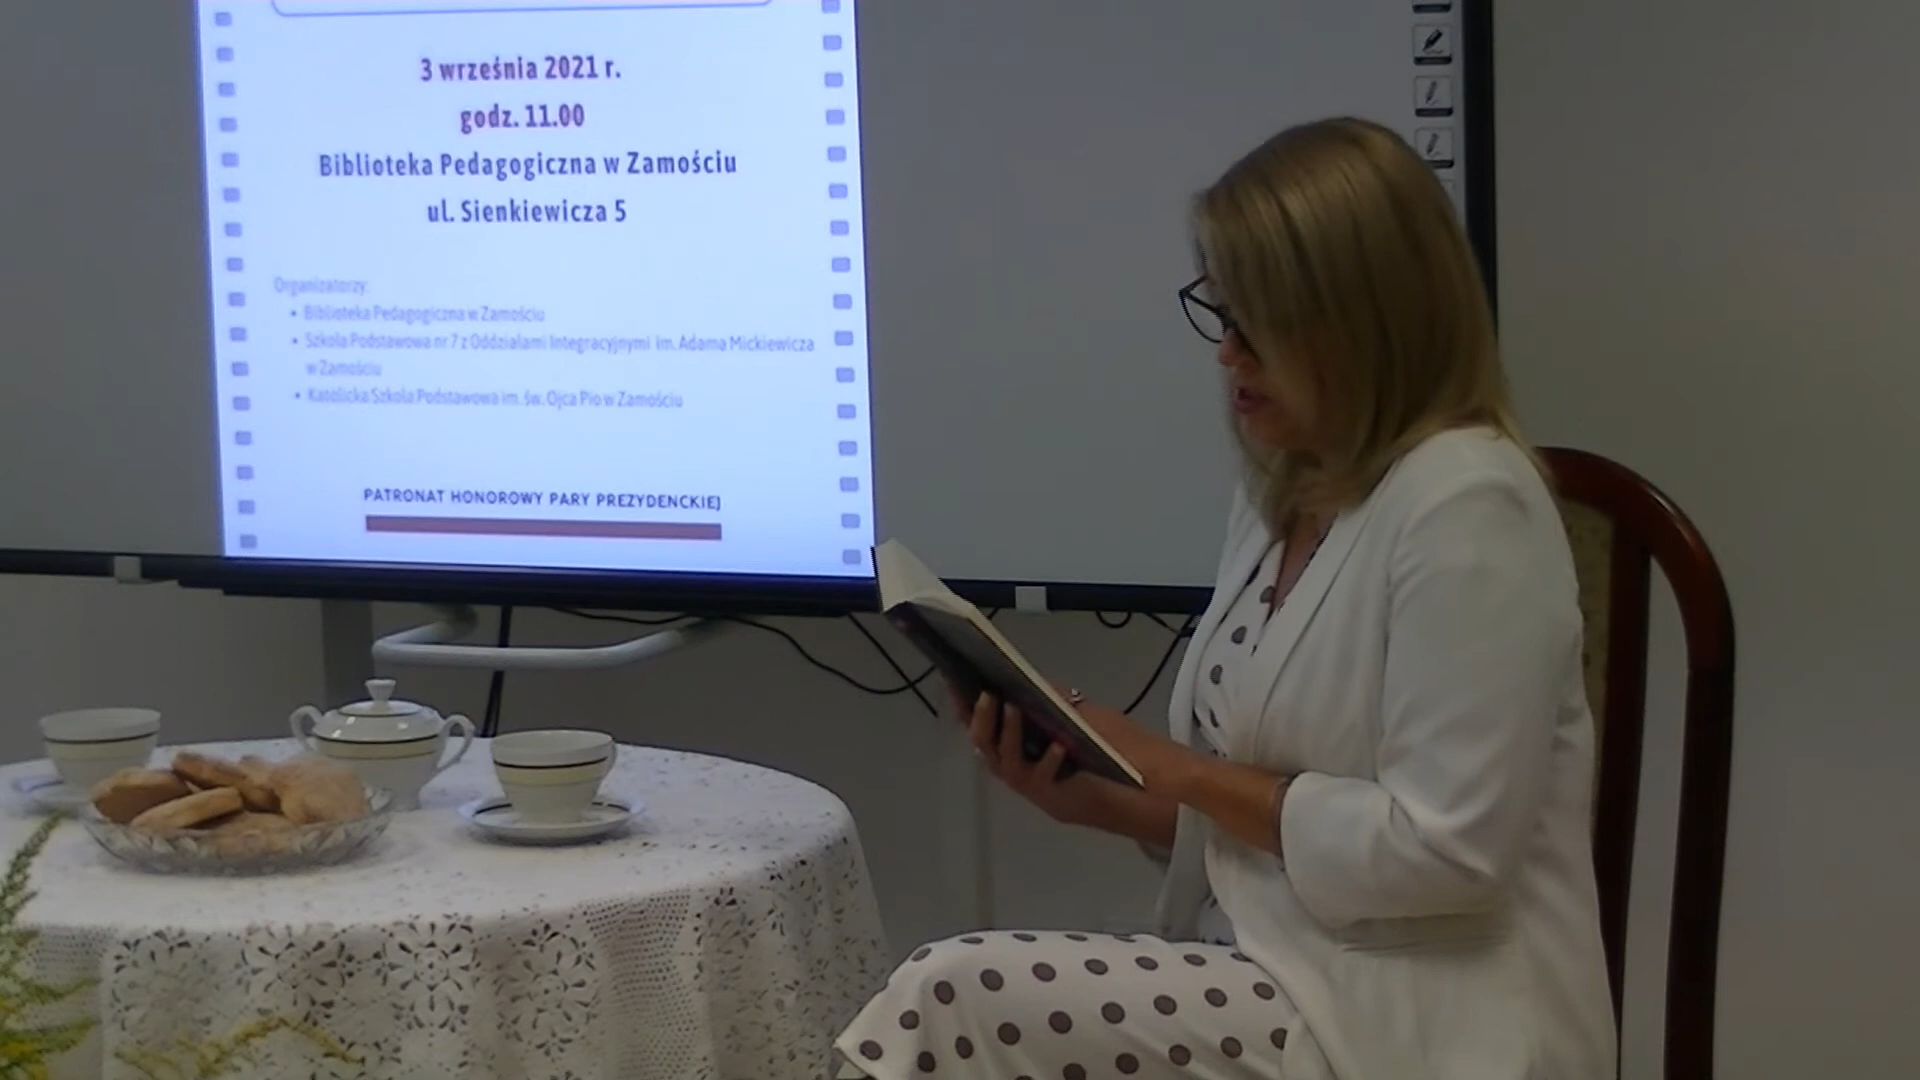 3 września 2021 r.
godz. 11.00
Biblioteka Pedagogiczna w Zamościu
ul. Sienkiewicza 5
Organizatorzy:
• Biblioteka Pedagogiczna w Zamościu
• Szkoła Podstawowa nr 7 z Oddziałami Integracyjnymi im. Adama Mickiewicza
w Zamościu
• Katolicka Szkoła Podstawowa im. św. Ojca Pio w Zamościu
PATRONAT HONOROWY PARY PREZYDENCKIEJ